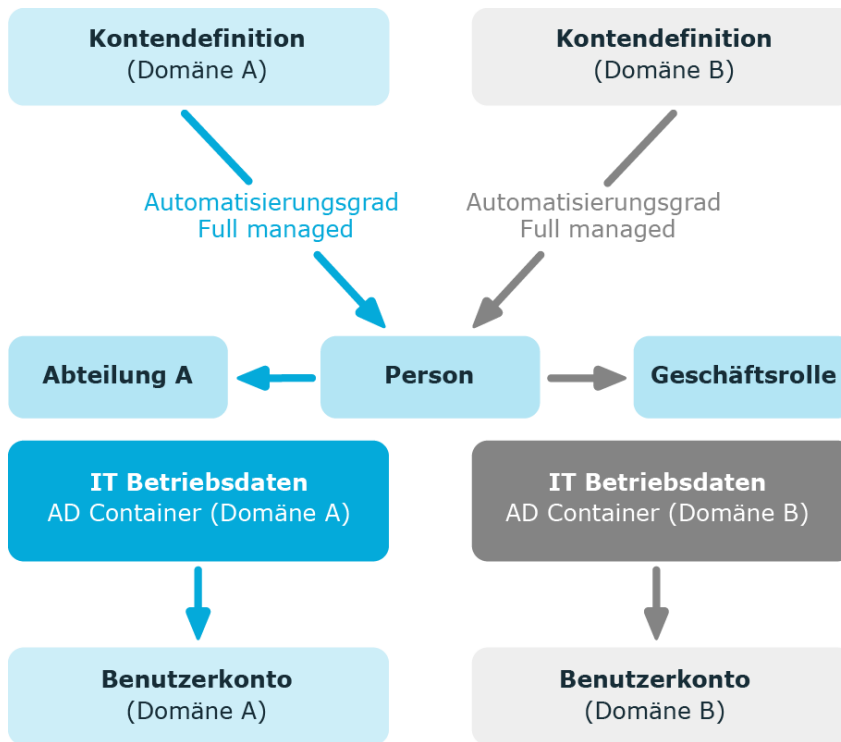 Kontendefinition
(Domäne A)
Kontendefinition
(Domäne B)
Automatisierungsgrad
Full managed
Automatisierungsgrad
Full managed
Abteilung A
Person
Geschäftsrolle
IT Betriebsdaten
AD Container (Domäne A)
IT Betriebsdaten
AD Container (Domäne B)
Benutzerkonto
(Domäne A)
Benutzerkonto
(Domäne B)